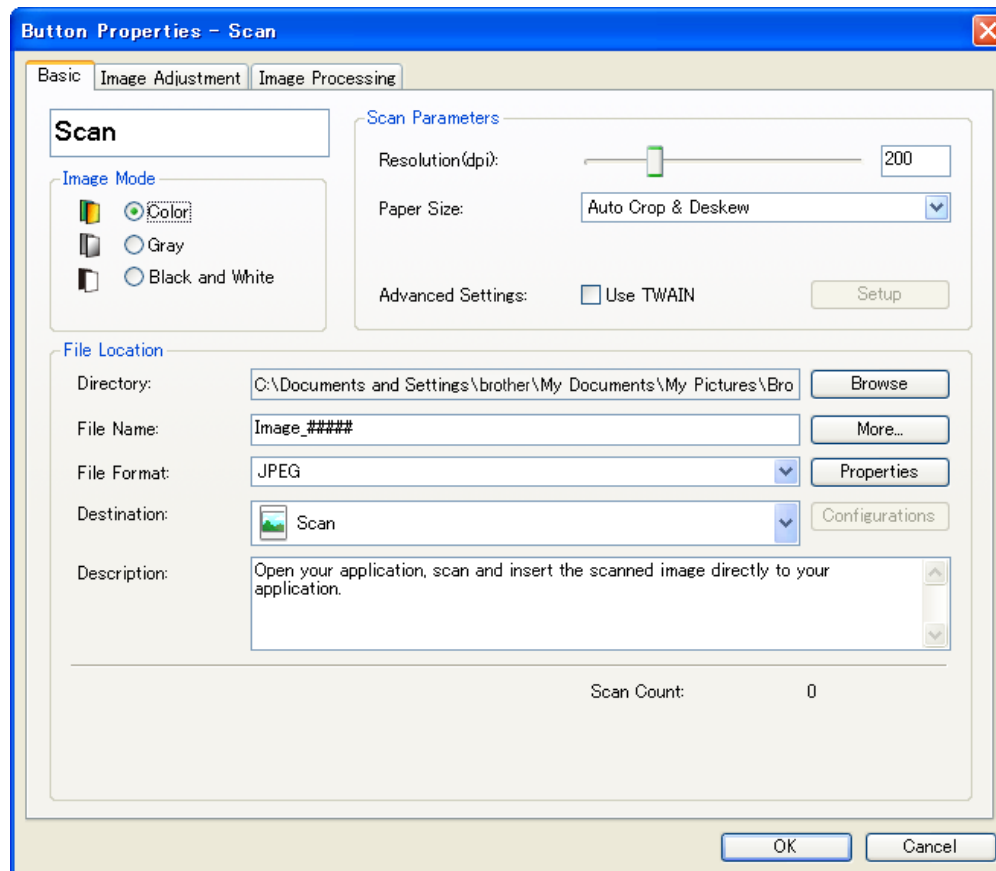 Button Properties - Scan
Basic Image Adjustment Image Processing
Scan
Image Mode
Color
Gray
Black and White
Scan Parameters
Resolution(dpi): 200
Paper Size: Auto Crop & Deskew
Advanced Settings: Use TWAIN Setup
File Location
Directory: C:\Documents and Settings\brother\My Documents\My Pictures\Bro Browse
File Name: Image_##### More...
File Format: JPEG Properties
Destination: Scan Configurations
Description: Open your application, scan and insert the scanned image directly to your
application.
Scan Count: 0
OK Cancel